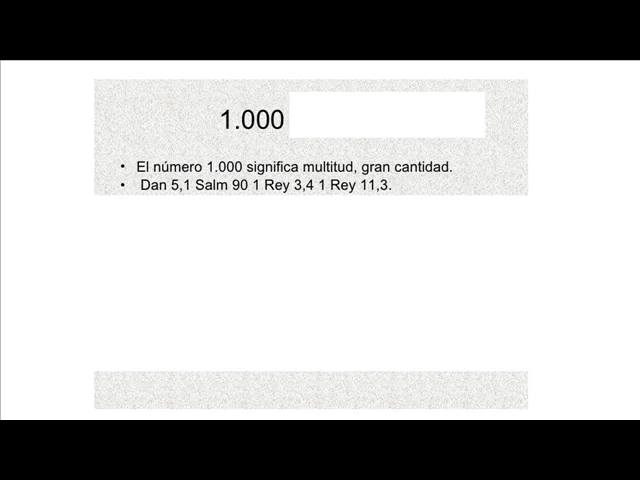 1.000
• El número 1.000 significa multitud, gran cantidad.
• Dan 5,1 Salm 90 1 Rey 3,4 1 Rey 11,3.